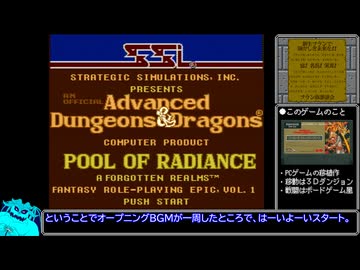 SSI
STRATEGIC SIMULATIONS, INC.
PRESENTS
AN OFFICIAL
Advanced
Dungeons & Dragons®
COMPUTER PRODUCT
POOL OF RADIANCE
A FORGOTTEN REALMS™
FANTASY ROLE-PLAYING EPIC, VOL. 1
PUSH START
●このゲームのこと
・PCゲームの移植作
・移動は3Dダンジョン
・戦闘はボードゲーム風
ということでオープニングBGMが一周したところで、はーいよーいスタート。